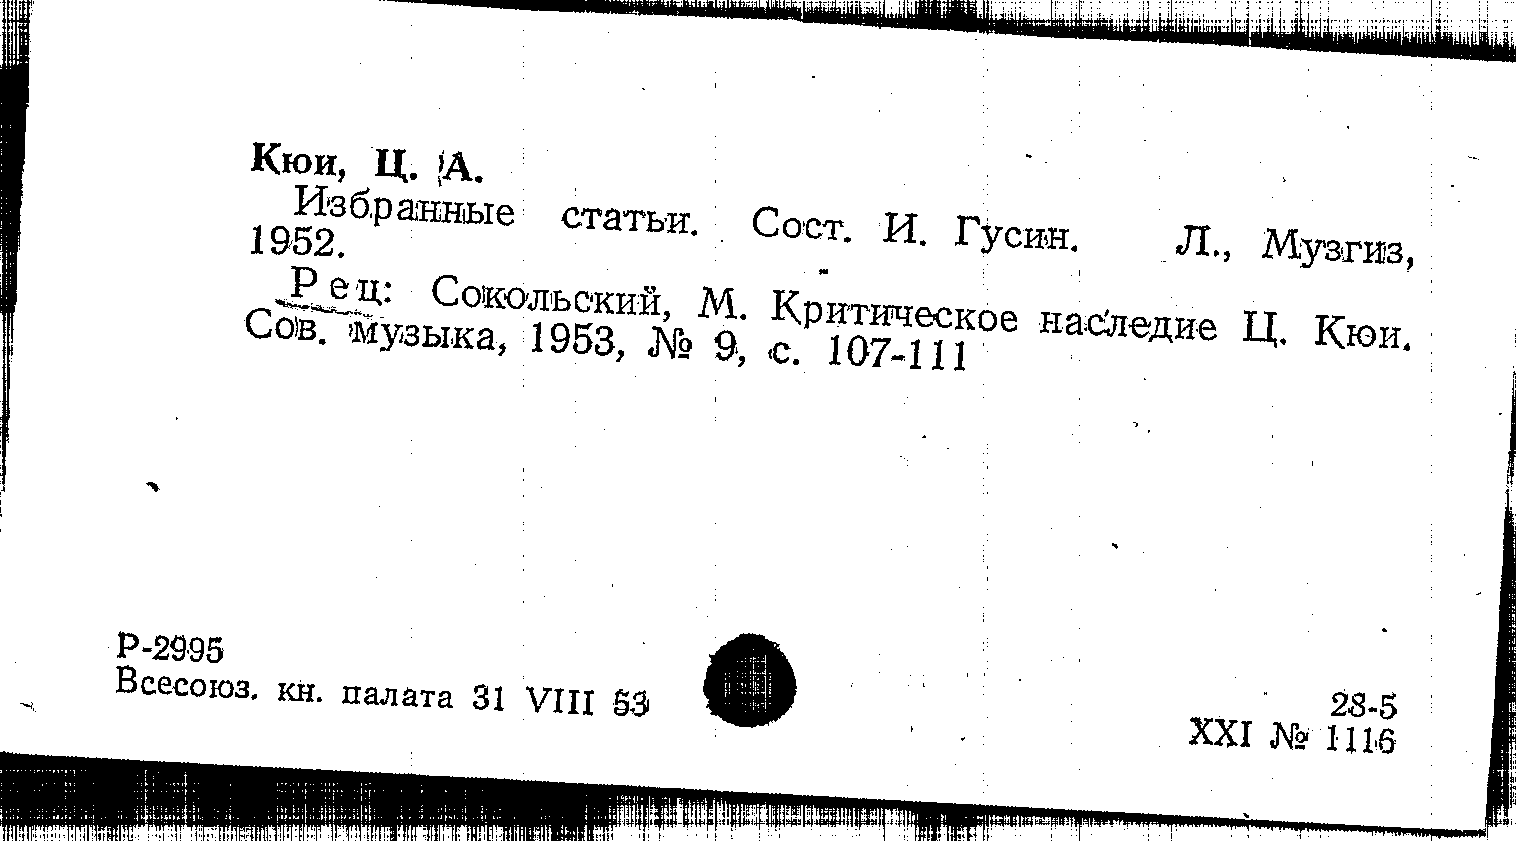 Кюи, Ц. А.
Избранные статьи. Сост. И. Гусин. Л., Музгиз,
1952.
Рец: Сокольский, М. Критическое наследие Ц. Кюи.
Сов. музыка, 1953, № 9, с. 107-111
Р-2995
Всесоюз. кн. палата 31 VIII 53
28-5
XXI № 1116